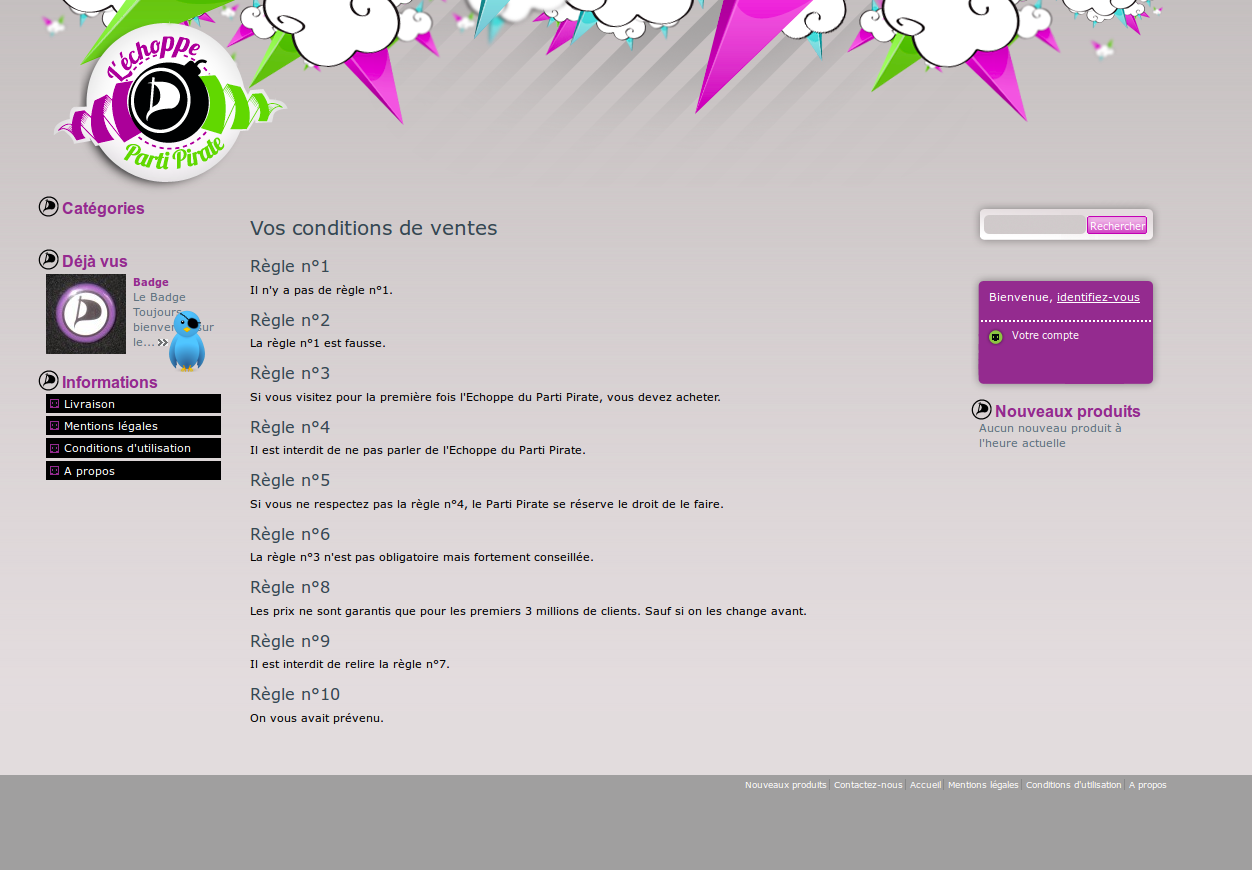 L'échoppe
Parti Pirate
Catégories
Déjà vus
Badge
Le Badge
Toujours
bienvenu sur
le...
Informations
Livraison
Mentions légales
Conditions d'utilisation
A propos
Vos conditions de ventes
Règle n°1
Il n'y a pas de règle n°1.
Règle n°2
La règle n°1 est fausse.
Règle n°3
Si vous visitez pour la première fois l'Echoppe du Parti Pirate, vous devez acheter.
Règle n°4
Il est interdit de ne pas parler de l'Echoppe du Parti Pirate.
Règle n°5
Si vous ne respectez pas la règle n°4, le Parti Pirate se réserve le droit de le faire.
Règle n°6
La règle n°3 n'est pas obligatoire mais fortement conseillée.
Règle n°8
Les prix ne sont garantis que pour les premiers 3 millions de clients. Sauf si on les change avant.
Règle n°9
Il est interdit de relire la règle n°7.
Règle n°10
On vous avait prévenu.
Rechercher
Bienvenue, identifiez-vous
Votre compte
Nouveaux produits
Aucun nouveau produit à
l'heure actuelle
Nouveaux produits | Contactez-nous | Accueil | Mentions légales | Conditions d'utilisation | A propos